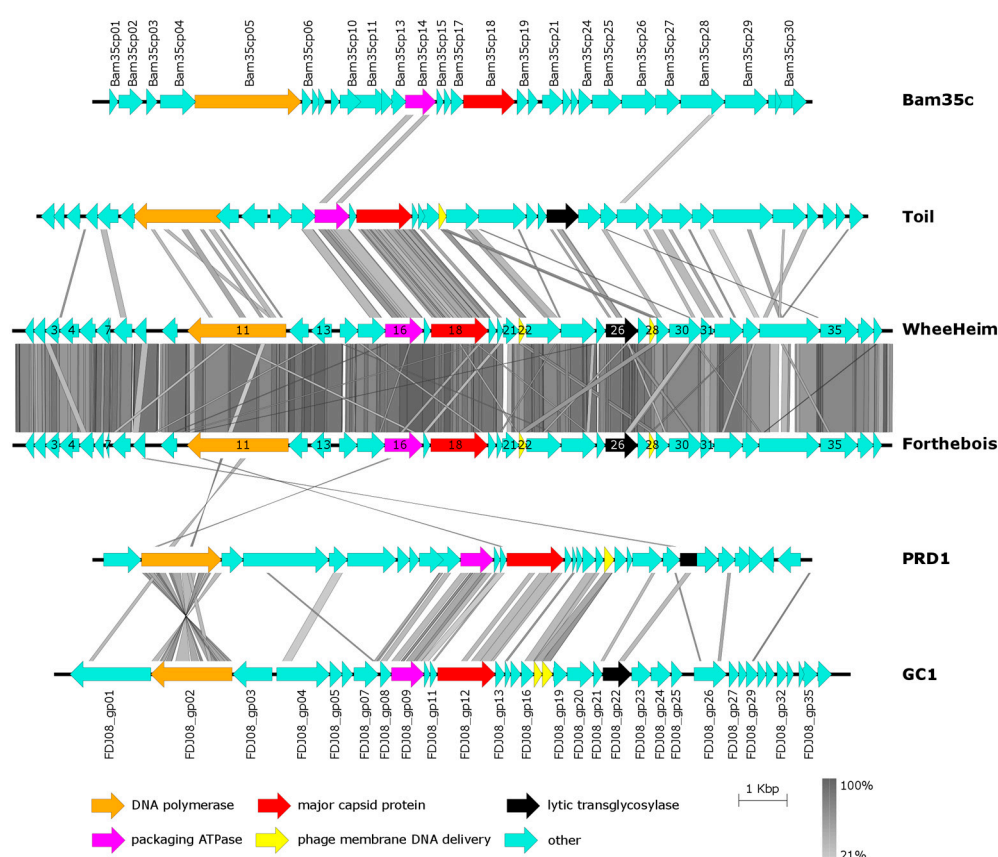 Bam35cp01
Bam35cp02
Bam35cp03
Bam35cp04
Bam35cp05
Bam35cp06
Bam35cp10
Bam35cp11
Bam35cp13
Bam35cp14
Bam35cp15
Bam35cp17
Bam35cp18
Bam35cp19
Bam35cp21
Bam35cp25
Bam35cp26
Bam35cp27
Bam35cp28
Bam35cp29
Bam35cp30
Bam35c
Toil
3 4 7 11 13 16 18 21 22 26 28 30 31 35 WheeHeim
3 4 7 11 13 16 18 21 22 26 28 30 31 35 Forthebois
PRD1
GC1
FDJ08_gp01
FDJ08_gp02
FDJ08_gp03
FDJ08_gp04
FDJ08_gp05
FDJ08_gp07
FDJ08_gp08
FDJ08_gp09
FDJ08_gp11
FDJ08_gp12
FDJ08_gp13
FDJ08_gp16
FDJ08_gp19
FDJ08_gp20
FDJ08_gp21
FDJ08_gp22
FDJ08_gp23
FDJ08_gp24
FDJ08_gp25
FDJ08_gp26
FDJ08_gp27
FDJ08_gp29
FDJ08_gp32
FDJ08_gp35
DNA polymerase
major capsid protein
lytic transglycosylase
packaging ATPase
phage membrane DNA delivery
other
1 Kbp
100%
21%